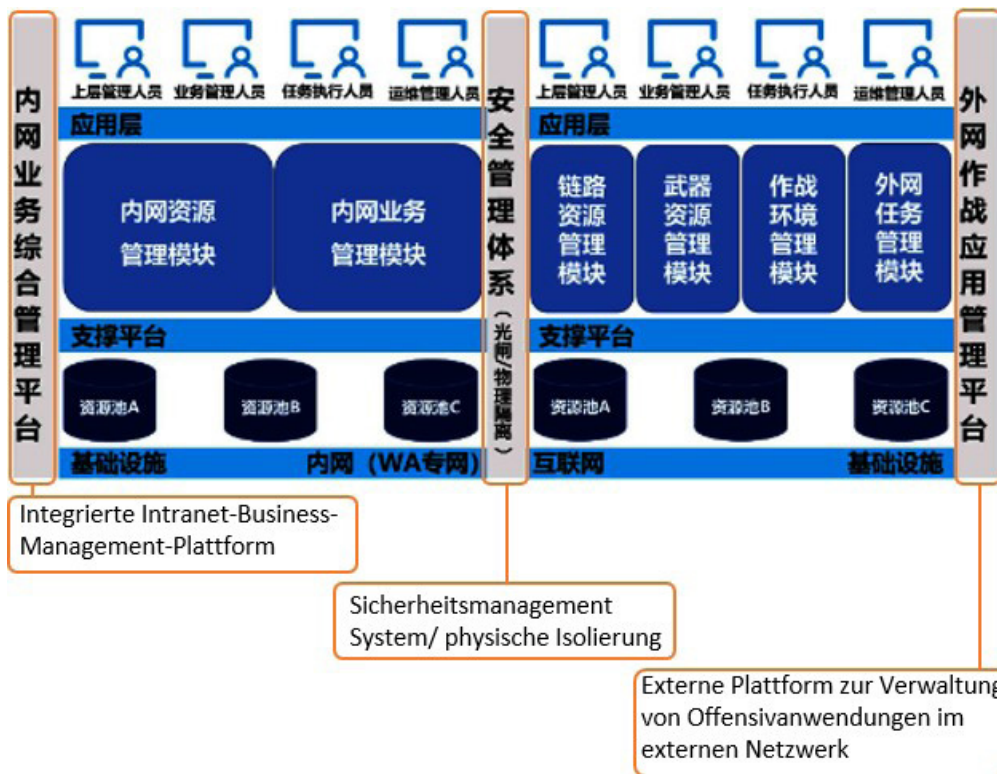 内网业务综合管理平台
上层管理人员 业务管理人员 任务执行人员 运维管理人员
应用层
内网资源
管理模块
内网业务
管理模块
支撑平台
资源池A 资源池B 资源池C
基础设施 内网（WA专网）
安全管理体系（光闸/物理隔离）
上层管理人员 业务管理人员 任务执行人员 运维管理人员
应用层
链路
资源
管理
模块
武器
资源
管理
模块
作战
环境
管理
模块
外网
任务
管理
模块
支撑平台
资源池A 资源池B 资源池C
互联网 基础设施
外网作战应用管理平台
Integrierte Intranet-Business-
Management-Plattform
Sicherheitsmanagement
System/ physische Isolierung
Externe Plattform zur Verwaltung
von Offensivanwendungen im
externen Netzwerk